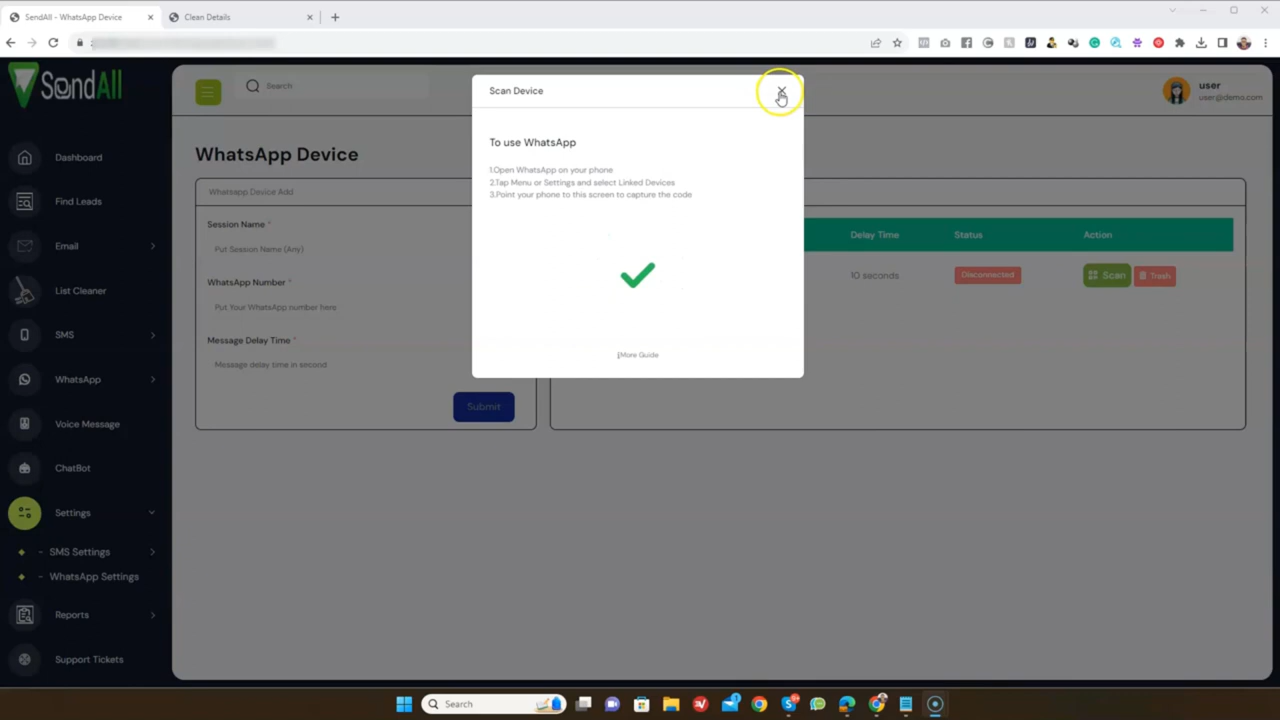 SendAll - WhatsApp Device
Clean Details
SendAll
Search
user
user@demo.com
Dashboard
Find Leads
Email
List Cleaner
SMS
WhatsApp
Voice Message
ChatBot
Settings
- SMS Settings
- WhatsApp Settings
Reports
Support Tickets
WhatsApp Device
Whatsapp Device Add
Session Name *
Put Session Name (Any)
WhatsApp Number *
Put Your WhatsApp number here
Message Delay Time *
Message delay time in second
Submit
Scan Device
To use WhatsApp
1.Open WhatsApp on your phone
2.Tap Menu or Settings and select Linked Devices
3.Point your phone to this screen to capture the code
More Guide
Delay Time Status Action
10 seconds Disconnected Scan Trash
Search